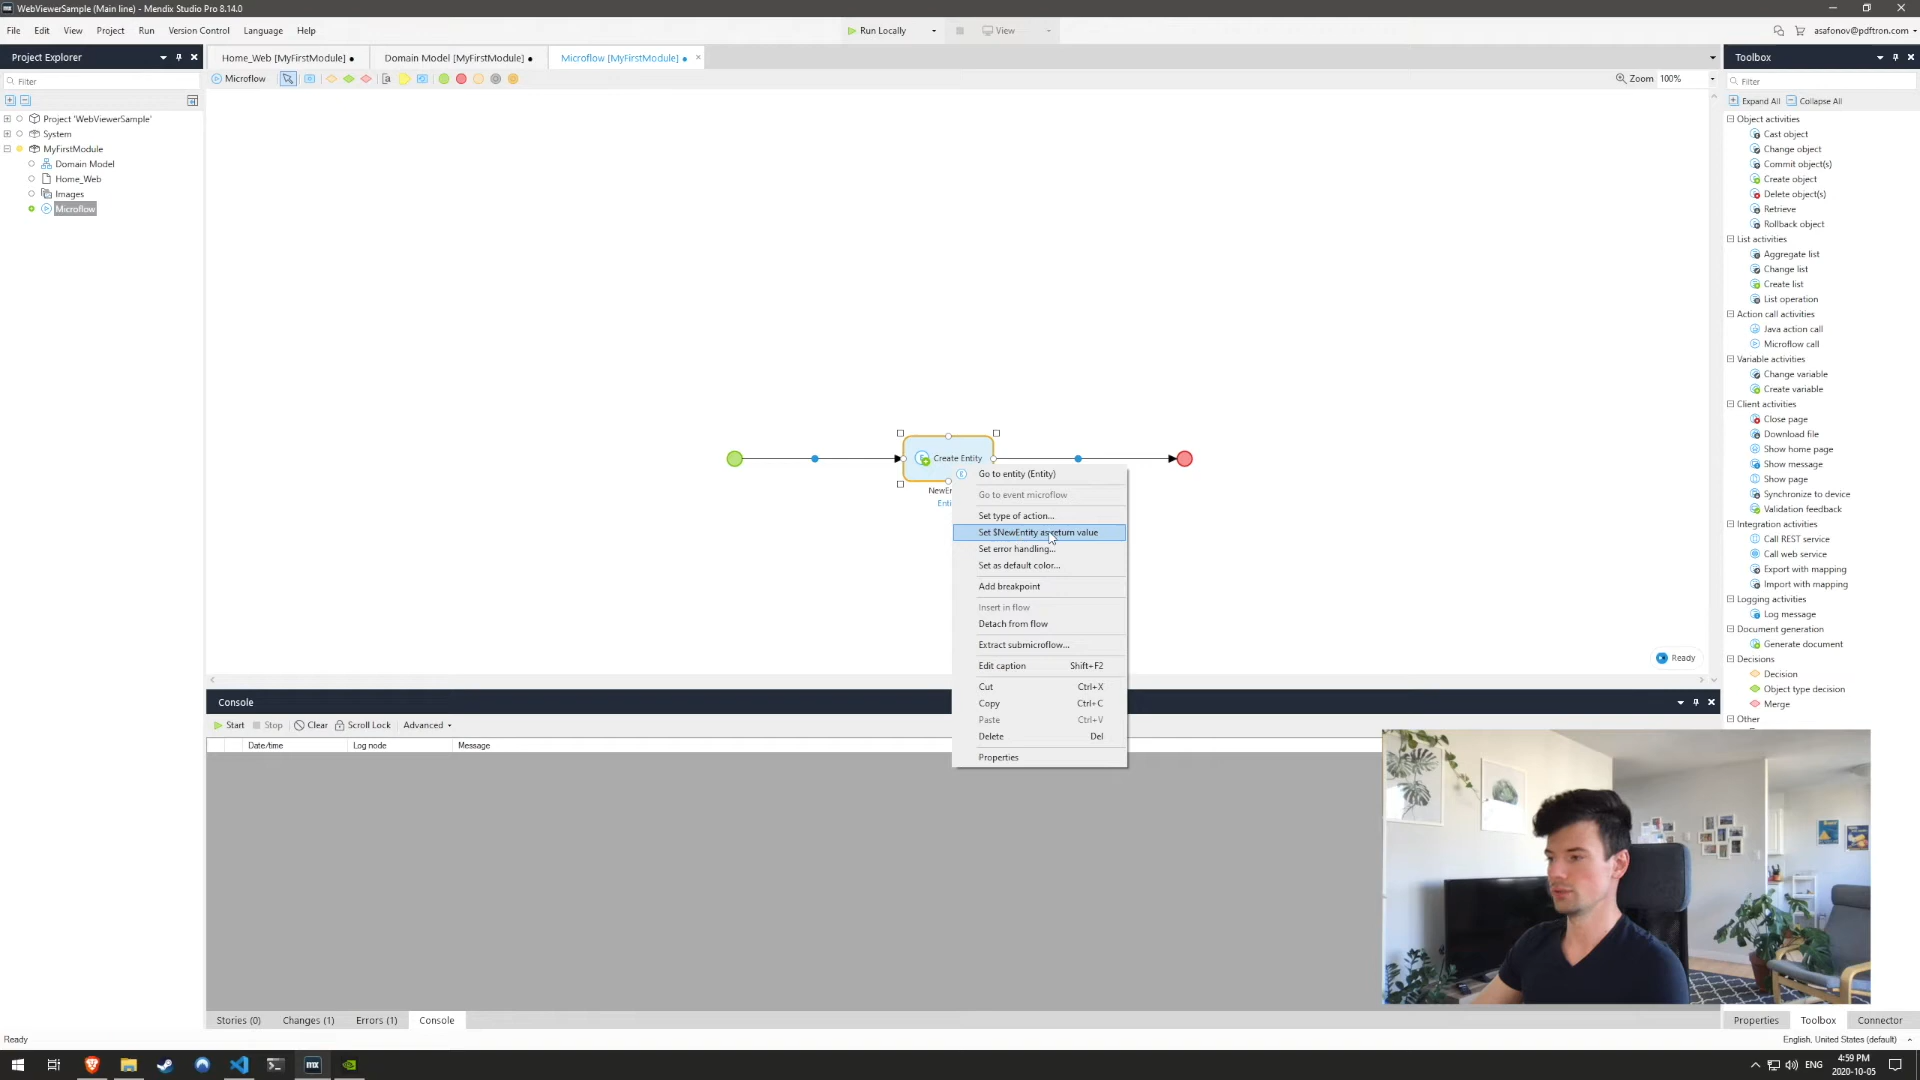 WebViewerSample (Main line) - Mendix Studio Pro 8.14.0
File Edit View Project Run Version Control Language Help
Run Locally
View
asafonov@pdftron.com
Project Explorer
Home_Web [MyFirstModule]
Domain Model [MyFirstModule]
Microflow [MyFirstModule]
Toolbox
Filter
Microflow
Zoom 100%
Filter
Expand All Collapse All
Project 'WebViewerSample'
System
MyFirstModule
Domain Model
Home_Web
Images
Microflow
Object activities
Cast object
Change object
Commit object(s)
Create object
Delete object(s)
Retrieve
Rollback object
List activities
Aggregate list
Change list
Create list
List operation
Action call activities
Java action call
Microflow call
Variable activities
Change variable
Create variable
Client activities
Close page
Download file
Show home page
Show message
Show page
Synchronize to device
Validation feedback
Integration activities
Call REST service
Call web service
Export with mapping
Import with mapping
Logging activities
Log message
Document generation
Generate document
Decisions
Decision
Object type decision
Merge
Other
Create Entity
NewEn
Enti
Go to entity (Entity)
Go to event microflow
Set type of action...
Set $NewEntity as return value
Set error handling...
Set as default color...
Add breakpoint
Insert in flow
Detach from flow
Extract submicroflow...
Edit caption Shift+F2
Cut Ctrl+X
Copy Ctrl+C
Paste Ctrl+V
Delete Del
Properties
Ready
Console
Start Stop Clear Scroll Lock Advanced
Date/time Log node Message
Stories (0) Changes (1) Errors (1) Console
Properties Toolbox Connector
Ready
English, United States (default)
mx
ENG
4:59 PM
2020-10-05